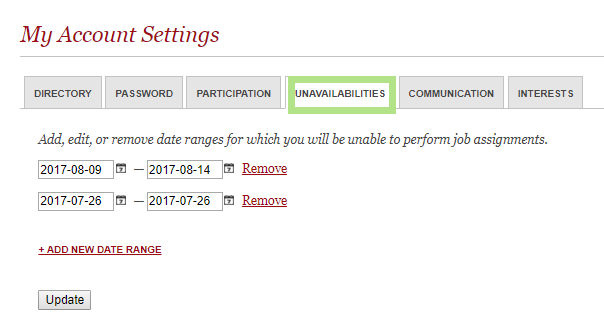 My Account Settings
DIRECTORY PASSWORD PARTICIPATION UNAVAILABILITIES COMMUNICATION INTERESTS
Add, edit, or remove date ranges for which you will be unable to perform job assignments.
2017-08-09 — 2017-08-14 Remove
2017-07-26 — 2017-07-26 Remove
+ ADD NEW DATE RANGE
Update